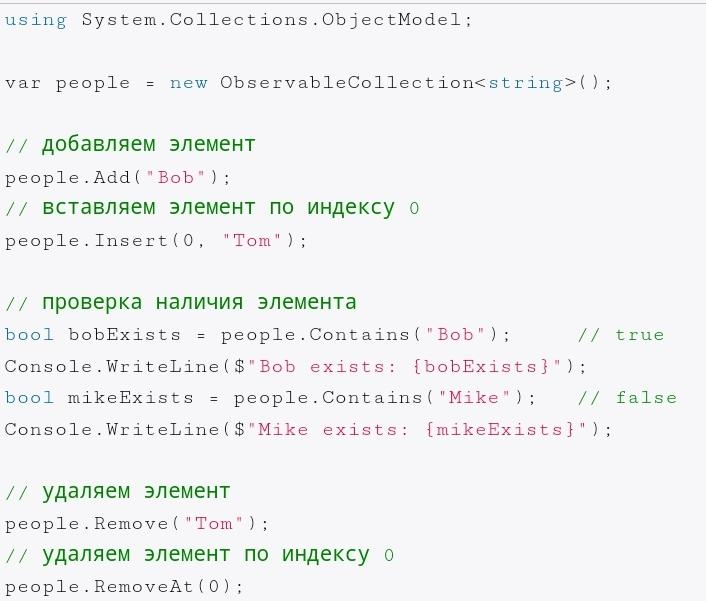 using System.Collections.ObjectModel;
var people = new ObservableCollection<string>();
// добавляем элемент
people.Add("Bob");
// вставляем элемент по индексу 0
people.Insert(0, "Tom");
// проверка наличия элемента
bool bobExists = people.Contains("Bob");     // true
Console.WriteLine($"Bob exists: {bobExists}");
bool mikeExists = people.Contains("Mike");   // false
Console.WriteLine($"Mike exists: {mikeExists}");
// удаляем элемент
people.Remove("Tom");
// удаляем элемент по индексу 0
people.RemoveAt(0);